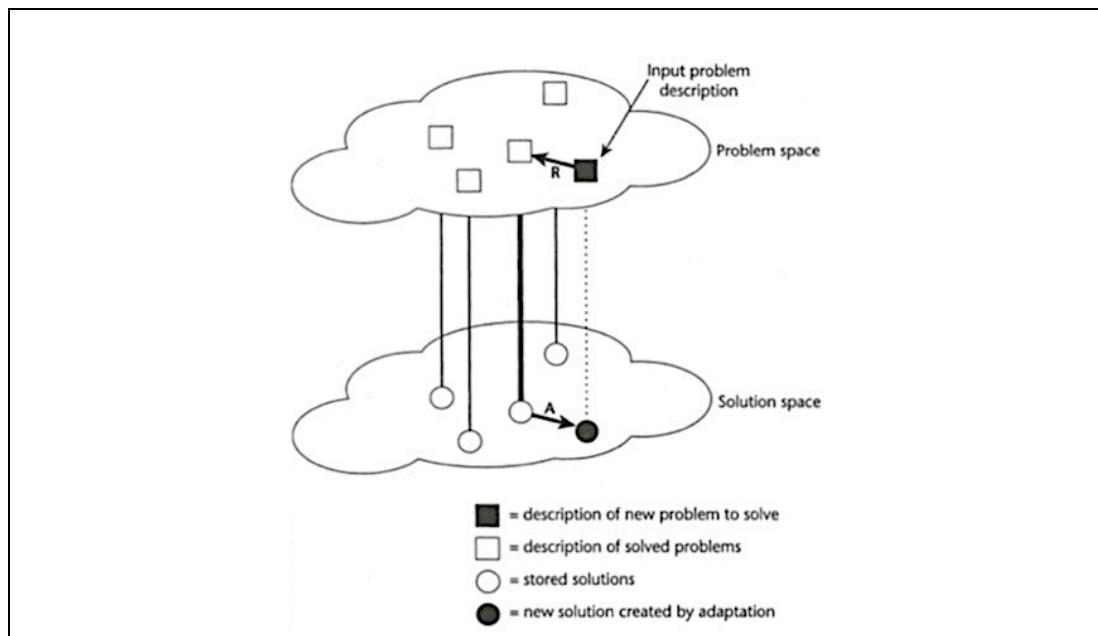 Input problem
description
Problem space
R
A
Solution space
= description of new problem to solve
= description of solved problems
= stored solutions
= new solution created by adaptation